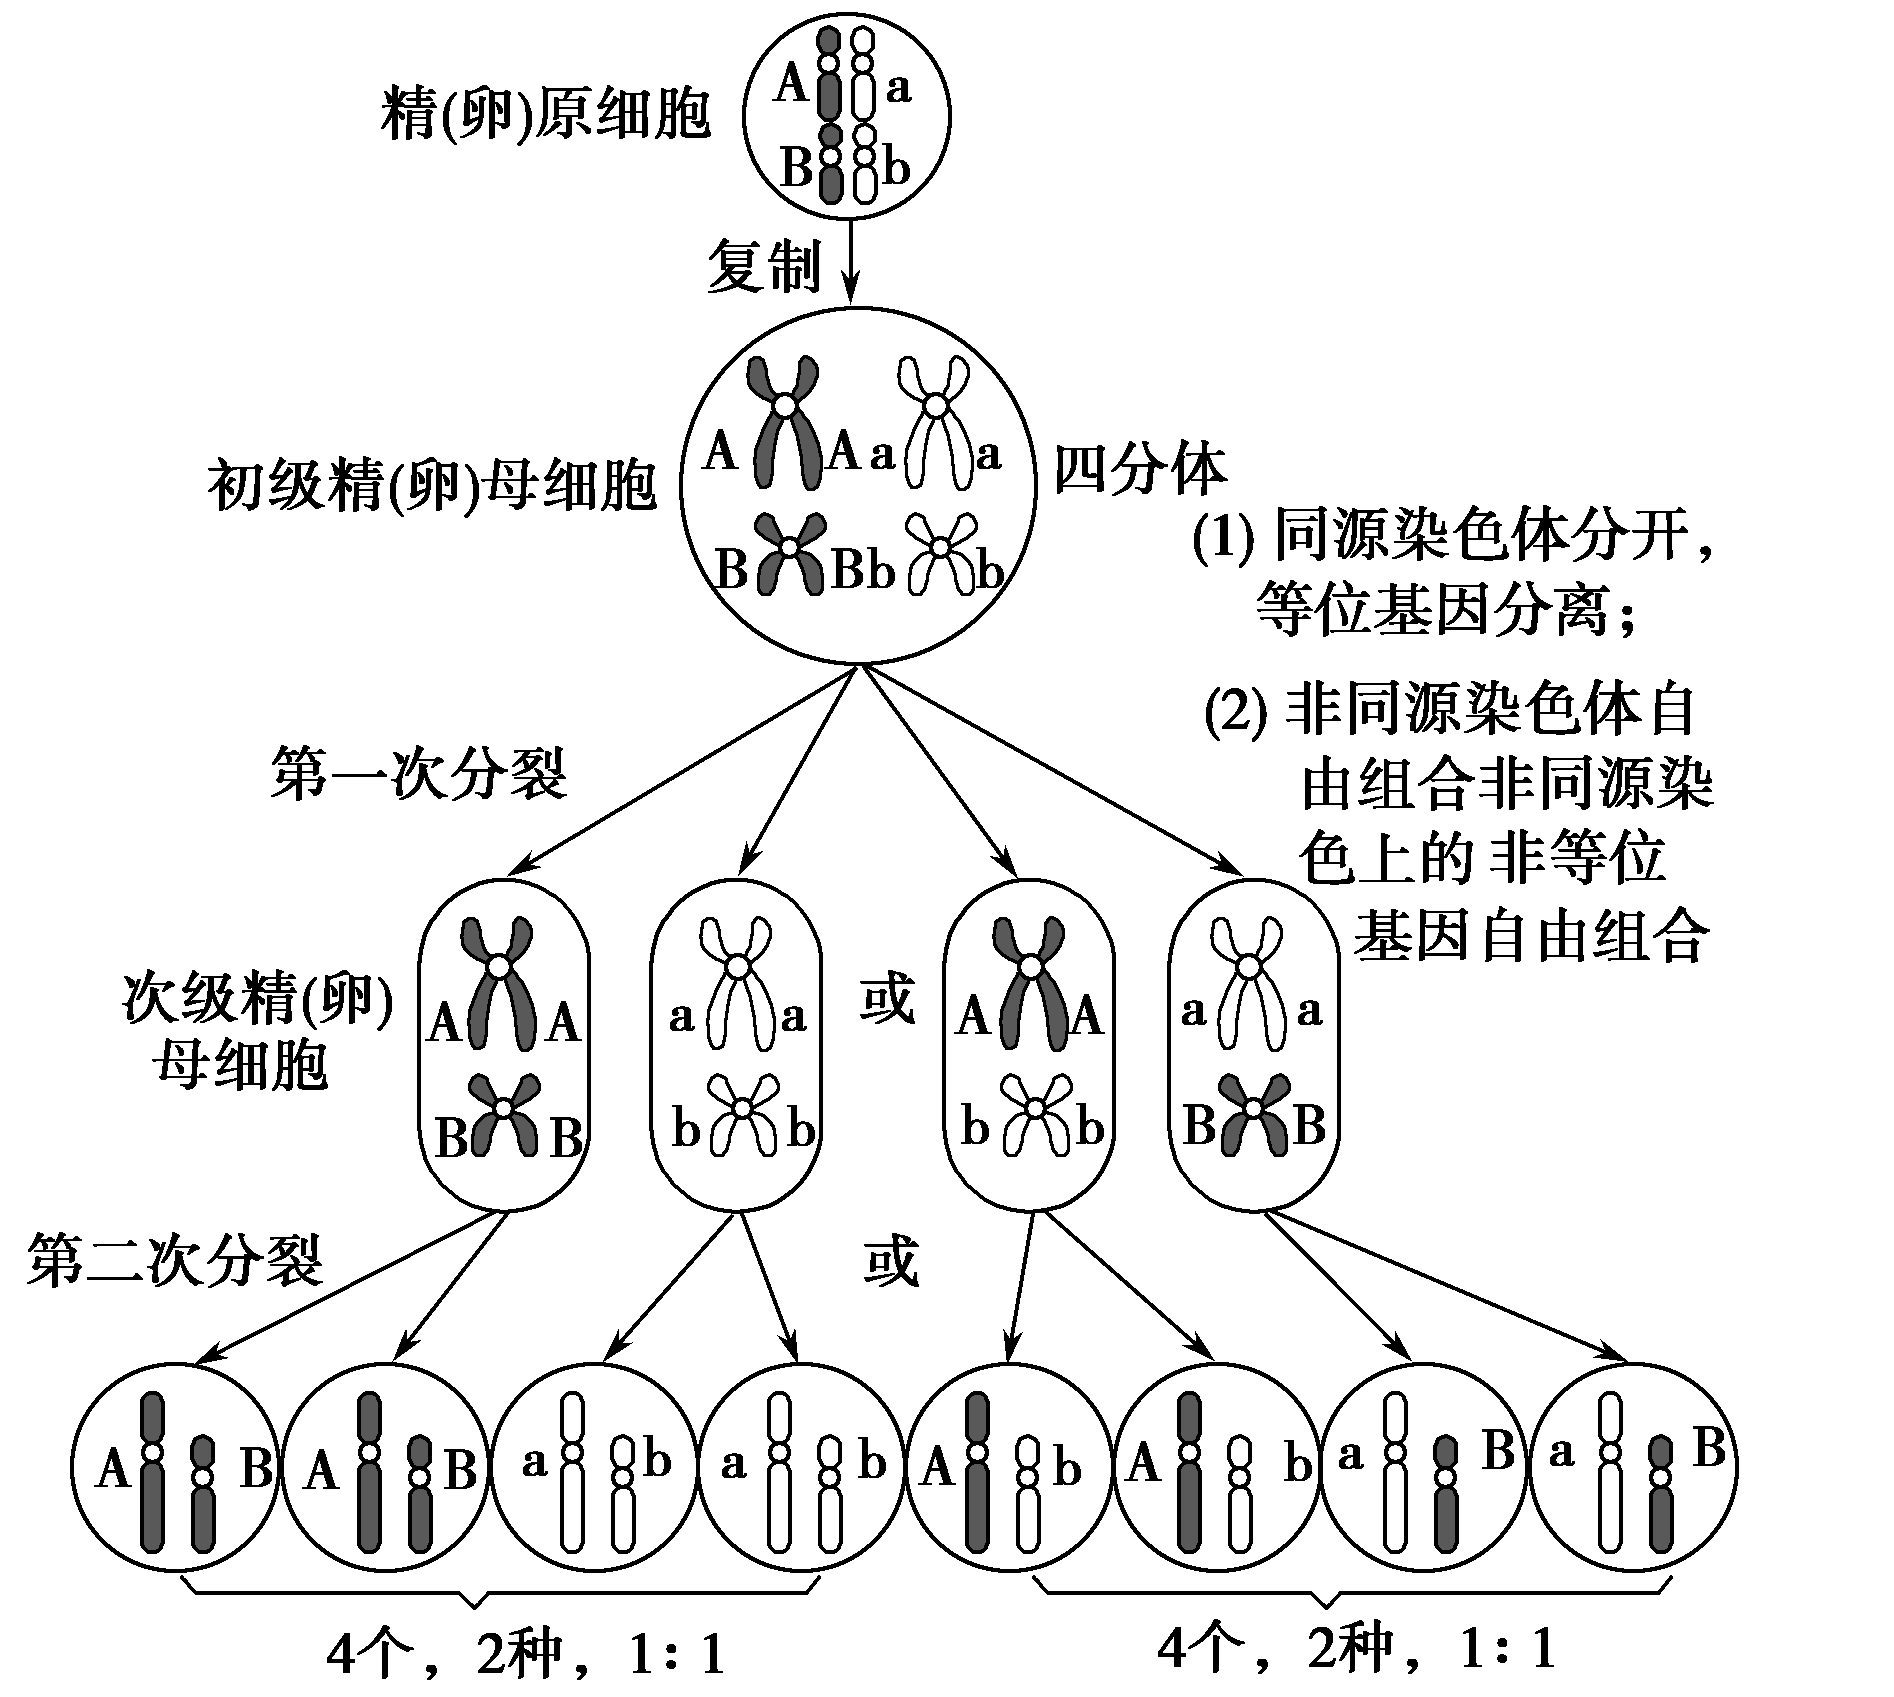 A a
精(卵)原细胞
B b
复制
A A a a
四分体
初级精(卵)母细胞
B B b b
(1) 同源染色体分开，
等位基因分离；
(2) 非同源染色体自
由组合非同源染
色上的 非等位
基因自由组合
第一次分裂
次级精(卵)
母细胞
A A a a 或 A A a a
B B b b b b B B
第二次分裂
或
A B A B a b a b A b A b a B a B
4个，2种，1：1
4个，2种，1：1